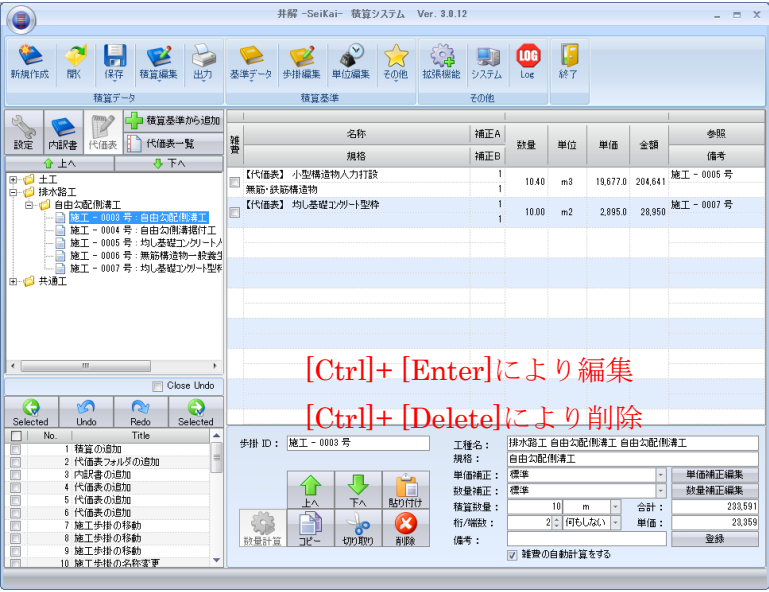 井解 -SeiKai- 積算システム Ver. 3.0.12
新規作成 開く 保存 積算編集 出力 基準データ 歩掛編集 単位編集 その他 拡張機能 システム Log 終了
積算データ 積算基準 その他
設定 内訳書 代価表 積算基準から追加
代価表一覧
上へ 下へ
土工
排水路工
自由勾配側溝工
施工 - 0003 号 : 自由勾配側溝工
施工 - 0004 号 : 自由勾側溝据付工
施工 - 0005 号 : 均し基礎コンクリート人
施工 - 0006 号 : 無筋構造物一般養生
施工 - 0007 号 : 均し基礎コンクリート型枠
共通工
雑費 名称 補正A 数量 単位 単価 金額 参照
規格 補正B 備考
【代価表】 小型構造物人力打設 1 10.40 m3 19,677.0 204,641 施工 - 0005 号
無筋・鉄筋構造物 1
【代価表】 均し基礎コンクリート型枠 1 10.00 m2 2,895.0 28,950 施工 - 0007 号
1
[Ctrl]+ [Enter]により編集
[Ctrl]+ [Delete]により削除
Close Undo
Selected Undo Redo Selected
No. Title
1 積算の追加
2 代価表フォルダの追加
3 内訳書の追加
4 代価表の追加
5 代価表の追加
6 代価表の追加
7 施工歩掛の移動
8 施工歩掛の移動
9 施工歩掛の移動
10 施工歩掛の名称変更
歩掛 ID : 施工 - 0003 号
上へ 下へ 貼り付け
数量計算 コピー 切り取り 削除
工種名 : 排水路工 自由勾配側溝工 自由勾配側溝工
規格 : 自由勾配側溝工
単価補正 : 標準 単価補正編集
数量補正 : 標準 数量補正編集
積算数量 : 10 m 合計 : 233,591
桁/端数 : 2 何もしない 単価 : 23,359
備考 : 登録
雑費の自動計算をする